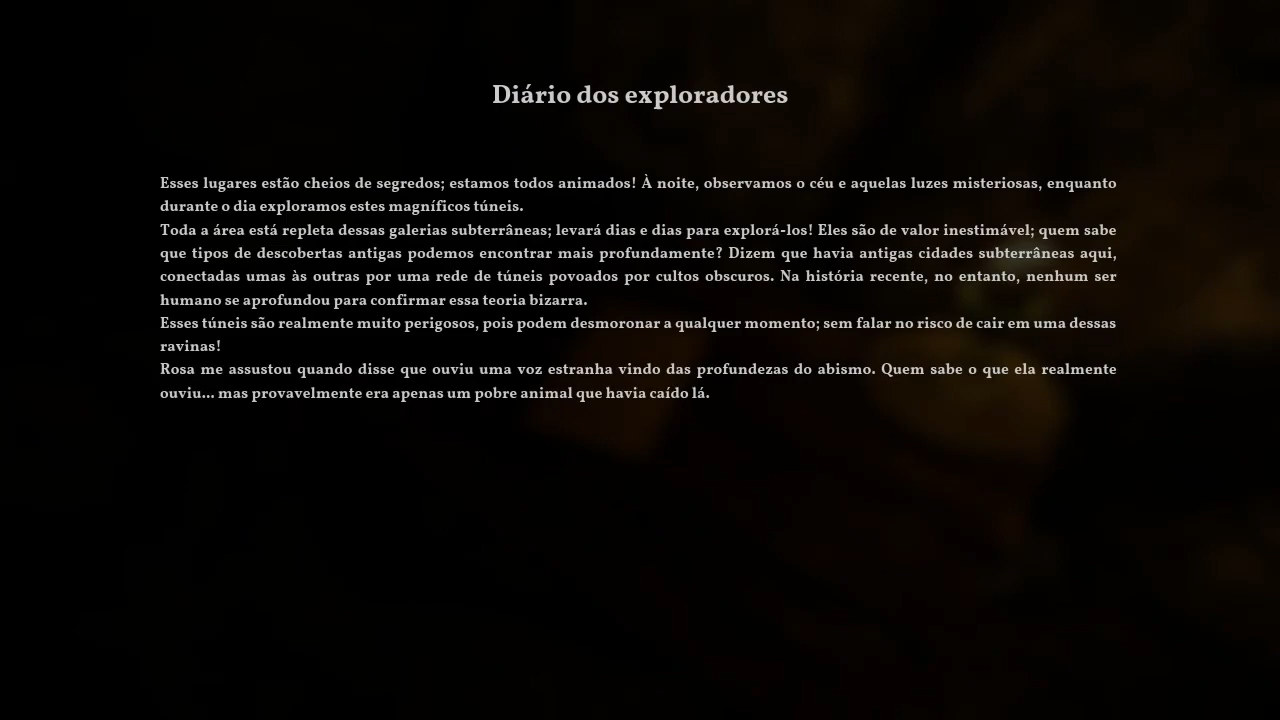 Diário dos exploradores
Esses lugares estão cheios de segredos; estamos todos animados! À noite, observamos o céu e aquelas luzes misteriosas, enquanto
durante o dia exploramos estes magníficos túneis.
Toda a área está repleta dessas galerias subterrâneas; levará dias e dias para explorá-los! Eles são de valor inestimável; quem sabe
que tipos de descobertas antigas podemos encontrar mais profundamente? Dizem que havia antigas cidades subterrâneas aqui,
conectadas umas às outras por uma rede de túneis povoados por cultos obscuros. Na história recente, no entanto, nenhum ser
humano se aprofundou para confirmar essa teoria bizarra.
Esses túneis são realmente muito perigosos, pois podem desmoronar a qualquer momento; sem falar no risco de cair em uma dessas
ravinas!
Rosa me assustou quando disse que ouviu uma voz estranha vindo das profundezas do abismo. Quem sabe o que ela realmente
ouviu... mas provavelmente era apenas um pobre animal que havia caído lá.